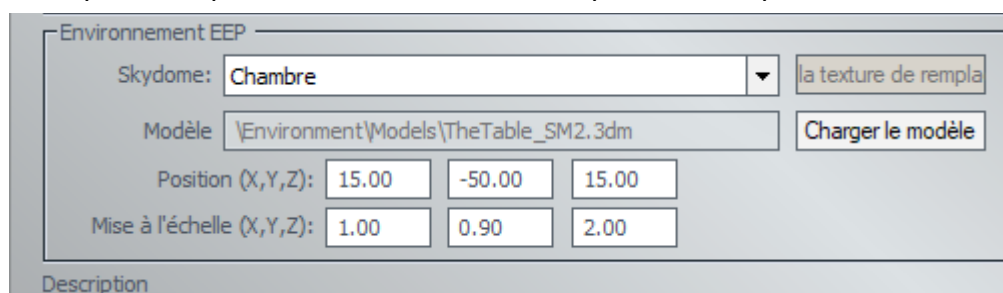 Environnement EEP
Skydome: Chambre la texture de rempla
Modèle \Environment\Models\TheTable_SM2.3dm Charger le modèle
Position (X,Y,Z): 15.00 -50.00 15.00
Mise à l'échelle (X,Y,Z): 1.00 0.90 2.00
Description